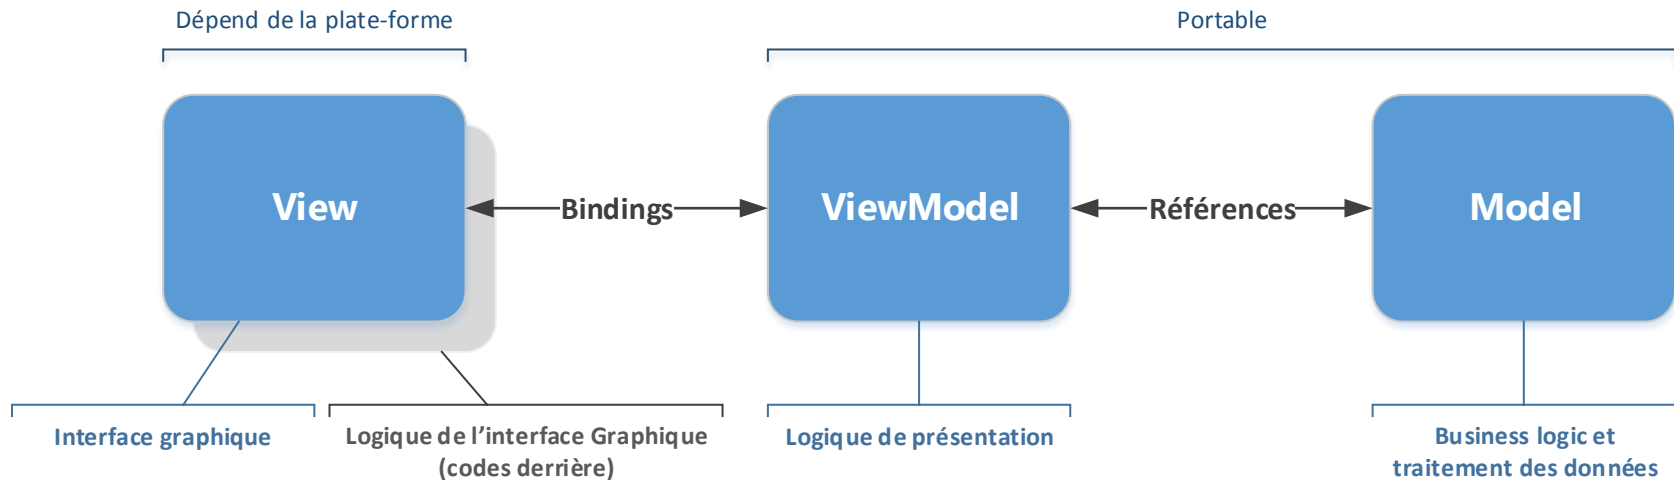 Dépend de la plate-forme
Portable
View
Bindings
ViewModel
Références
Model
Interface graphique
Logique de l’interface Graphique
(codes derrière)
Logique de présentation
Business logic et
traitement des données